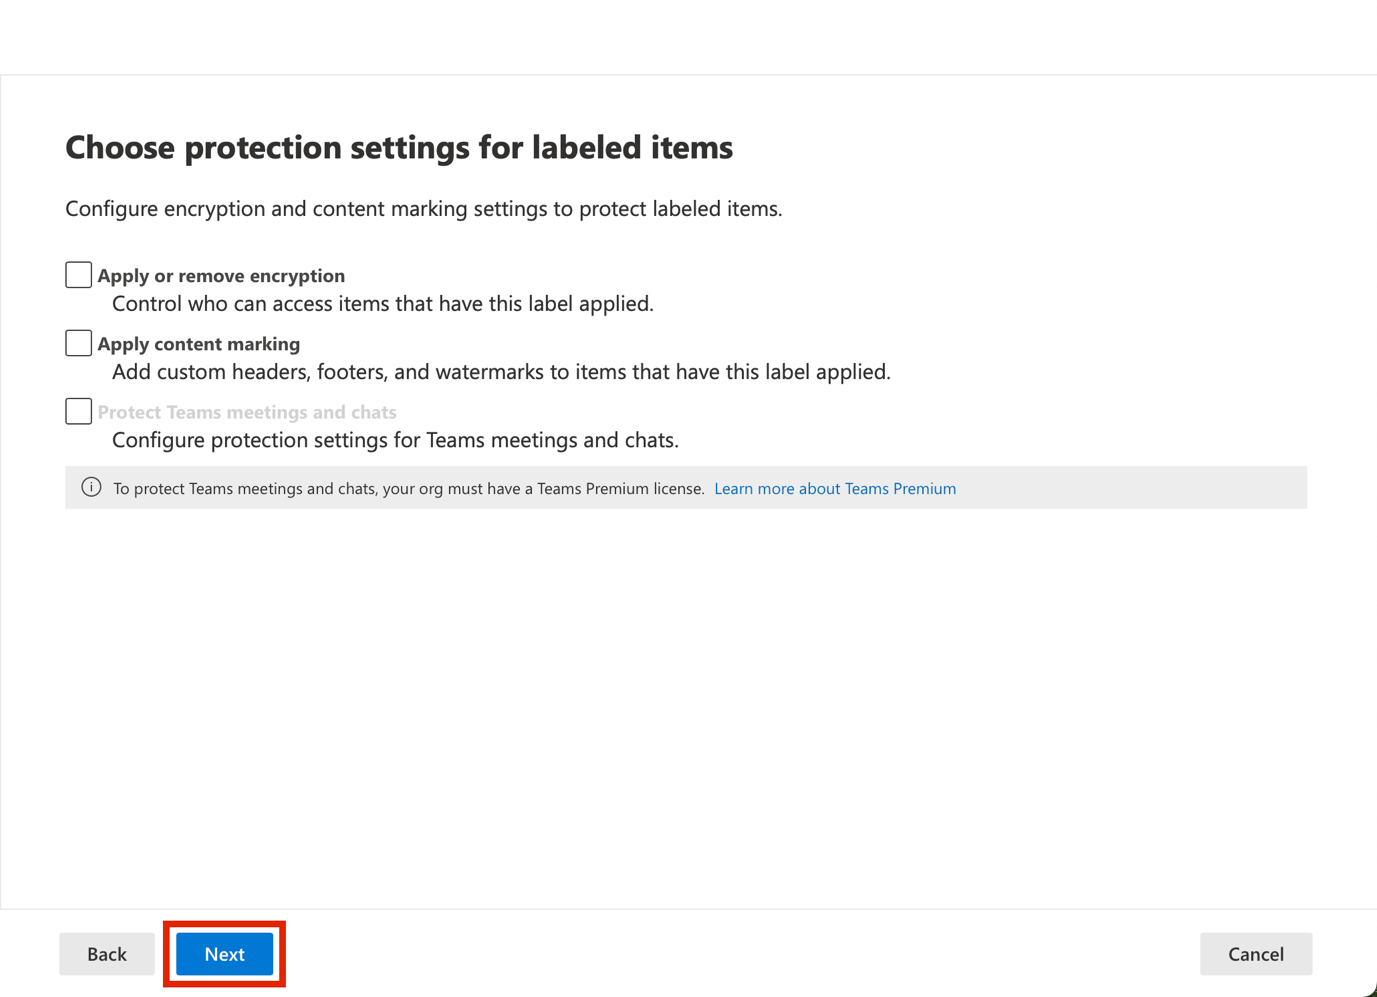 Choose protection settings for labeled items
Configure encryption and content marking settings to protect labeled items.
Apply or remove encryption
Control who can access items that have this label applied.
Apply content marking
Add custom headers, footers, and watermarks to items that have this label applied.
Protect Teams meetings and chats
Configure protection settings for Teams meetings and chats.
To protect Teams meetings and chats, your org must have a Teams Premium license. Learn more about Teams Premium
Back Next Cancel